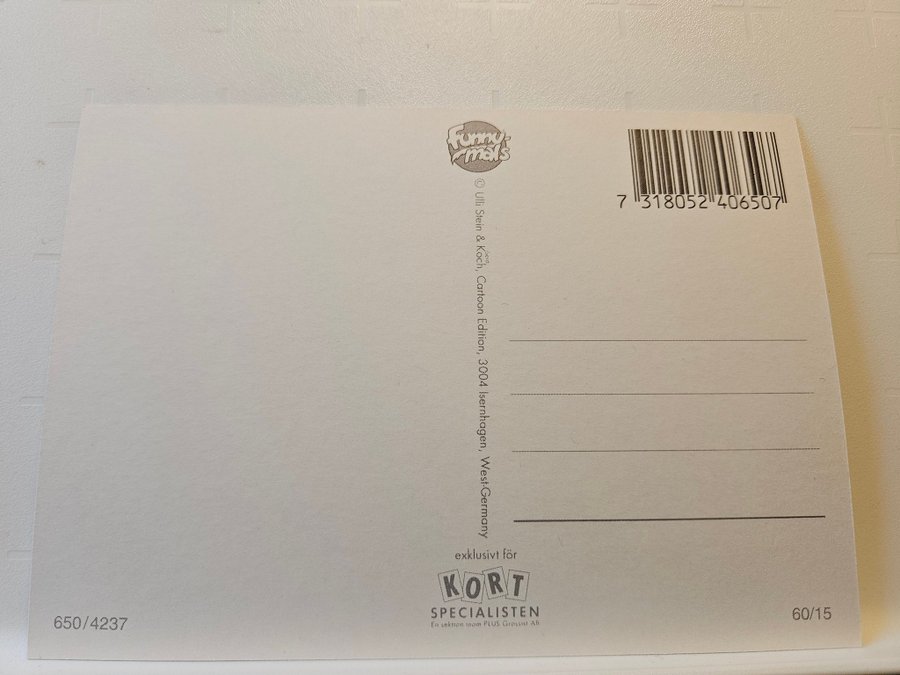 Funny-
mals
7 318052 406507
© Ulli Stein & Koch, Cartoon Edition, 3004 Isernhagen, West-Germany
exklusivt för
KORT
SPECIALISTEN
En sektion inom PLUS Grossist AB
650/4237
60/15